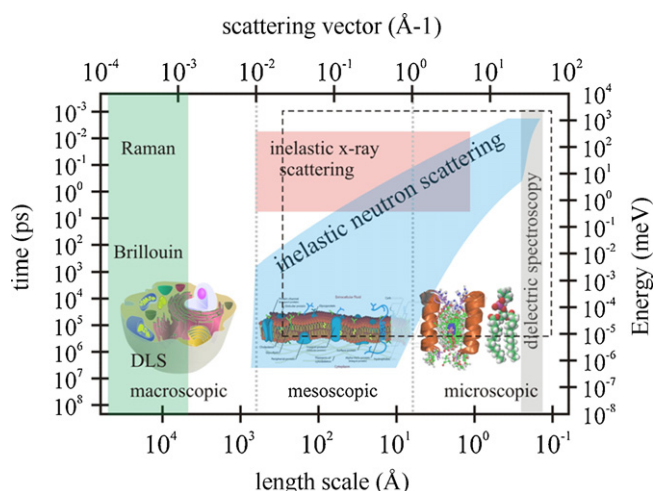 scattering vector (Å-1)
10⁻⁴ 10⁻³ 10⁻² 10⁻¹ 10⁰ 10¹ 10²
time (ps)
10⁻³
10⁻²
10⁻¹
10⁰
10¹
10²
10³
10⁴
10⁵
10⁶
10⁷
10⁸
Raman
Brillouin
DLS
inelastic x-ray
scattering
inelastic neutron scattering
dielectric spectroscopy
macroscopic
mesoscopic
microscopic
10⁴
10³
10²
10¹
10⁰
10⁻¹
10⁻²
10⁻³
10⁻⁴
10⁻⁵
10⁻⁶
10⁻⁷
10⁻⁸
Energy (meV)
10⁴ 10³ 10² 10¹ 10⁰ 10⁻¹
length scale (Å)